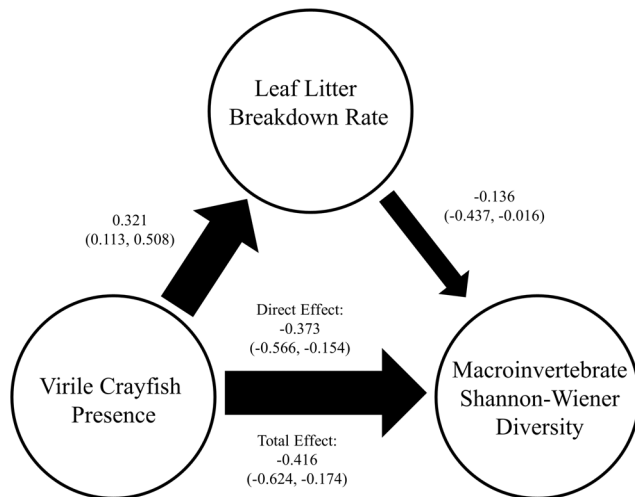 Leaf Litter
Breakdown Rate
0.321
(0.113, 0.508)
-0.136
(-0.437, -0.016)
Direct Effect:
-0.373
(-0.566, -0.154)
Virile Crayfish
Presence
Macroinvertebrate
Shannon-Wiener
Diversity
Total Effect:
-0.416
(-0.624, -0.174)